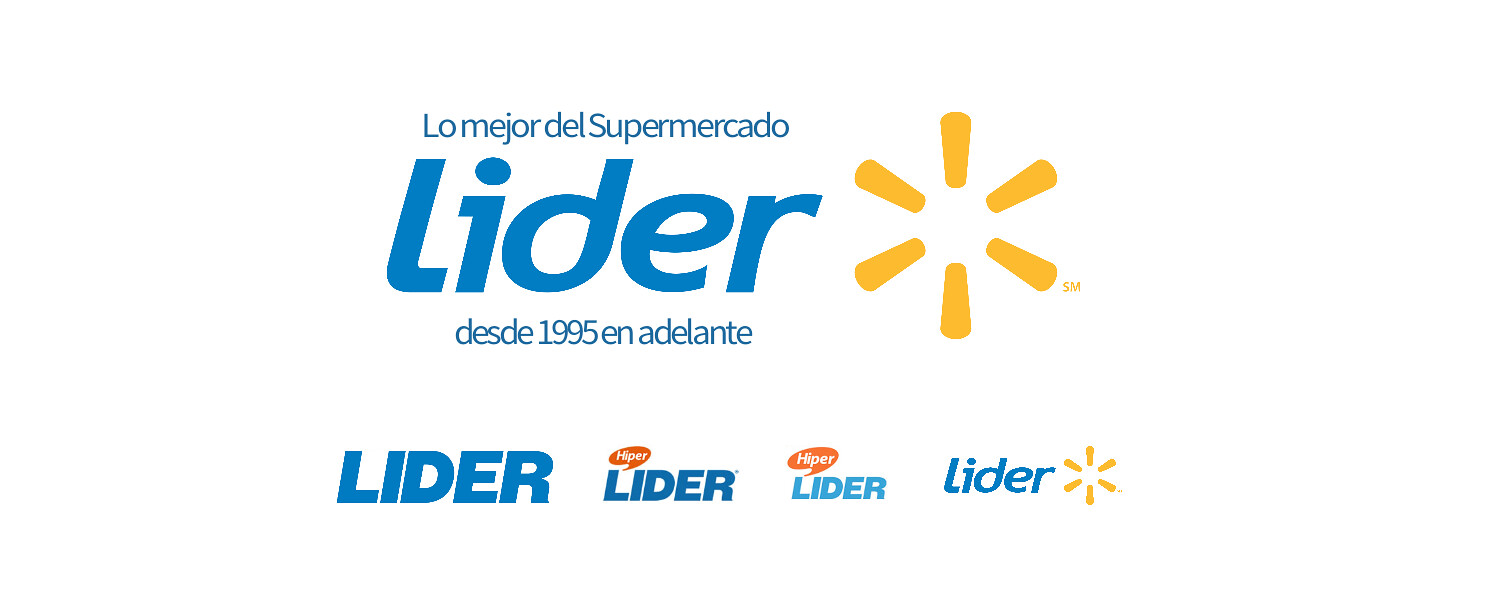 Lo mejor del Supermercado
lider
SM
desde 1995 en adelante
LIDER
Hiper
LIDER
Hiper
LIDER
lider